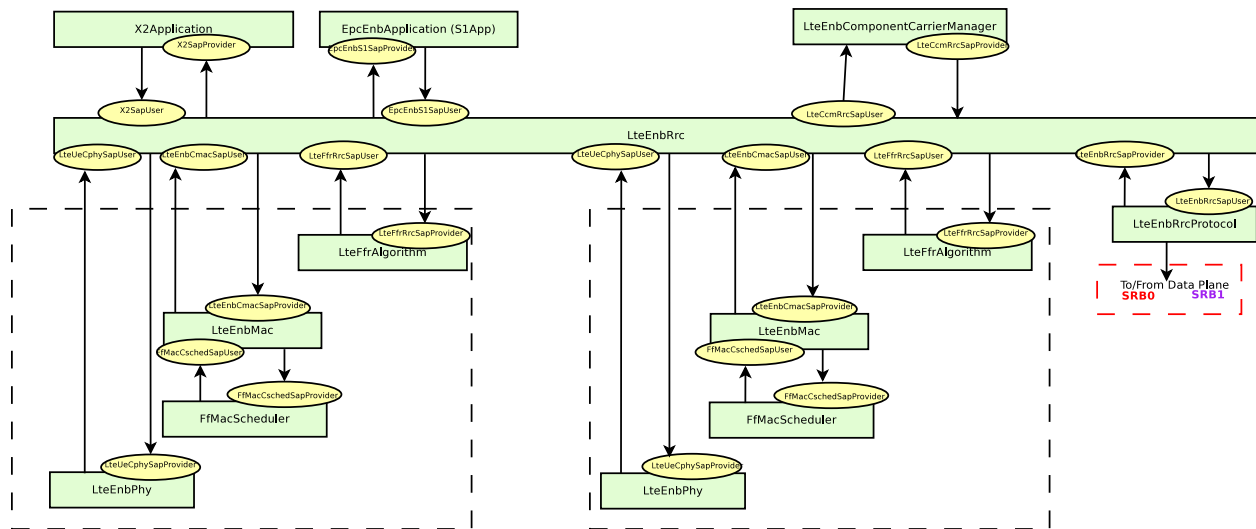 X2Application
X2SapProvider
EpcEnbApplication (S1App)
EpcEnbS1SapProvider
LteEnbComponentCarrierManager
LteCcmRrcSapProvider
X2SapUser
EpcEnbS1SapUser
LteCcmRrcSapUser
LteEnbRrc
LteUeCphySapUser
LteEnbCmacSapUser
LteFfrRrcSapUser
LteUeCphySapUser
LteEnbCmacSapUser
LteFfrRrcSapUser
LteEnbRrcSapProvider
LteEnbRrcSapUser
LteEnbRrcProtocol
LteFfrRrcSapProvider
LteFfrAlgorithm
LteFfrRrcSapProvider
LteFfrAlgorithm
To/From Data Plane
SRB0 SRB1
LteEnbCmacSapProvider
LteEnbMac
FfMacCschedSapUser
LteEnbCmacSapProvider
LteEnbMac
FfMacCschedSapUser
FfMacCschedSapProvider
FfMacScheduler
FfMacCschedSapProvider
FfMacScheduler
LteUeCphySapProvider
LteEnbPhy
LteUeCphySapProvider
LteEnbPhy